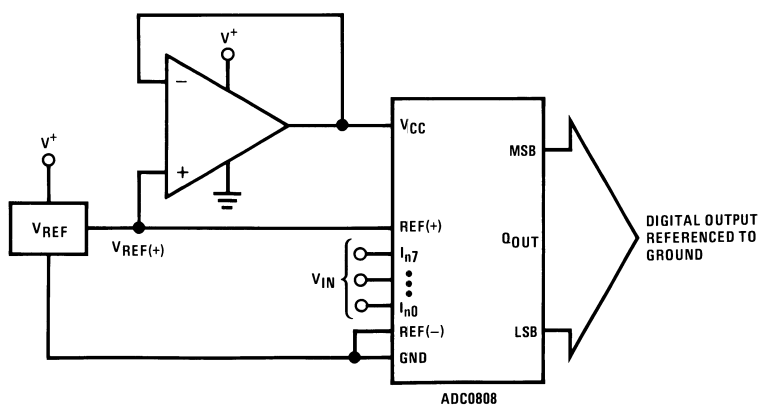 V+
−
+
V+
VREF
VREF(+)
VCC
REF(+)
In7
VIN
In0
REF(−)
GND
MSB
QOUT
LSB
DIGITAL OUTPUT
REFERENCED TO
GROUND
ADC0808